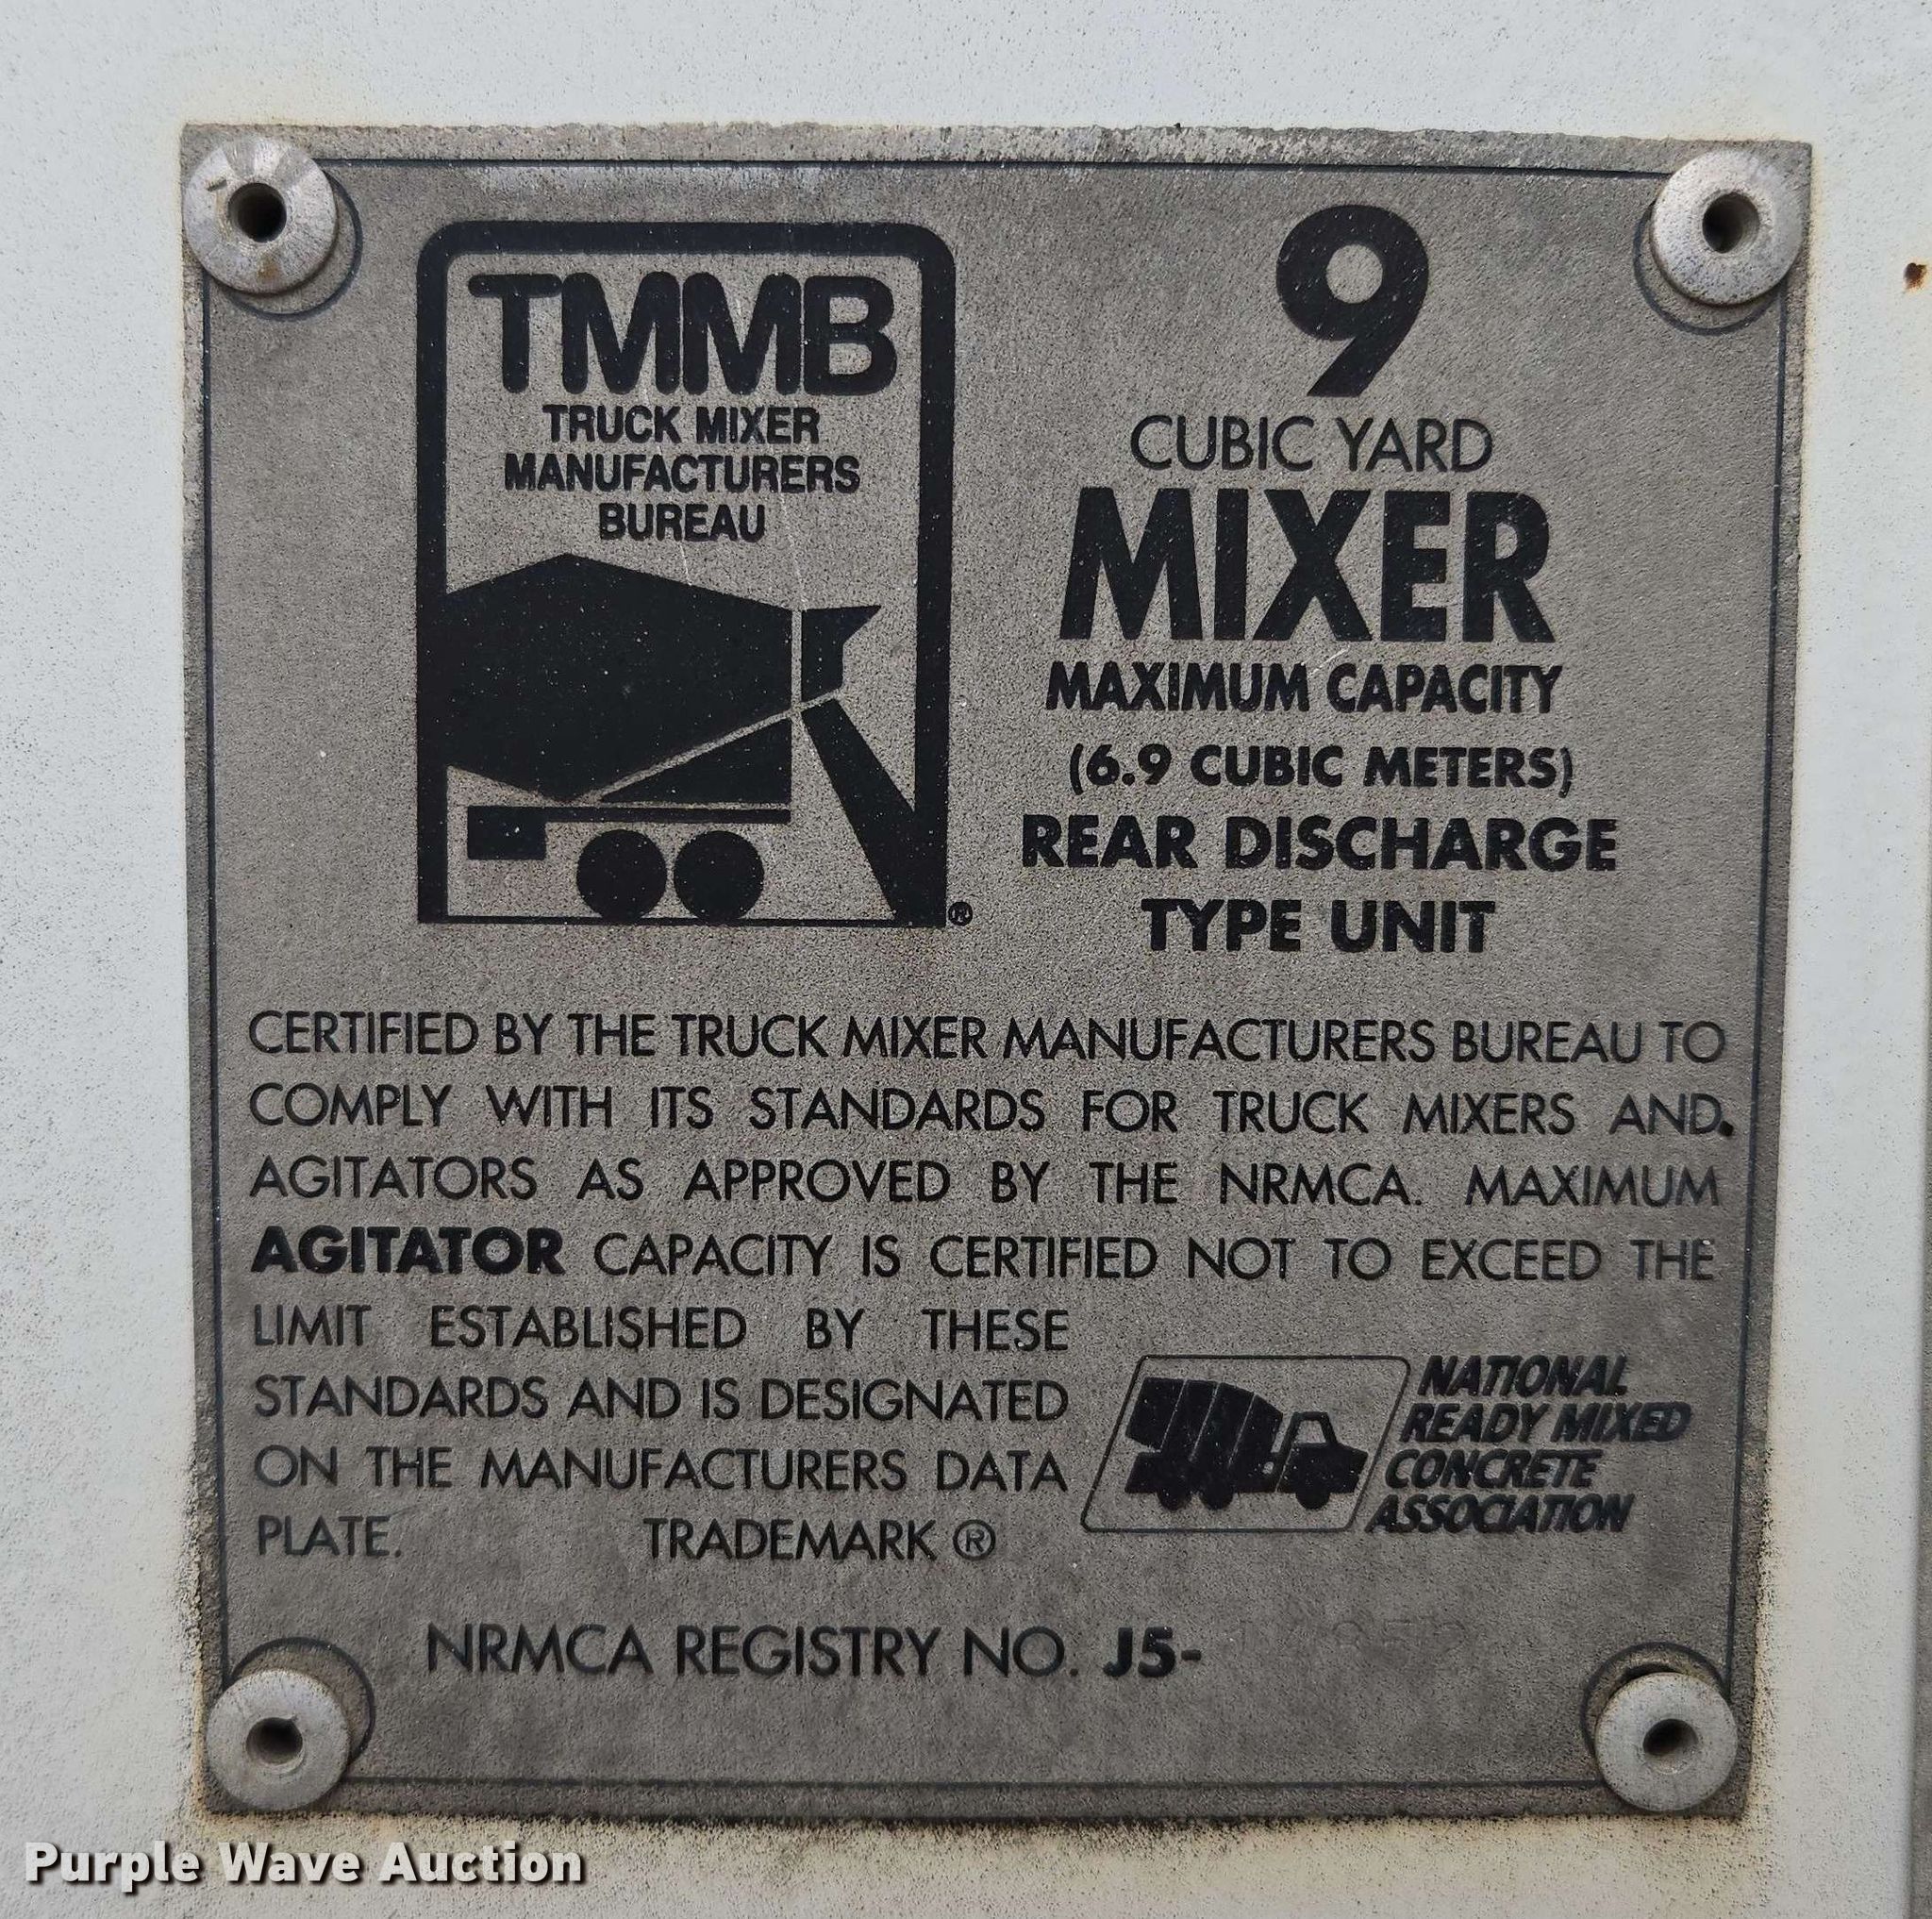 TMMB
TRUCK MIXER
MANUFACTURERS
BUREAU
®
9
CUBIC YARD
MIXER
MAXIMUM CAPACITY
(6.9 CUBIC METERS)
REAR DISCHARGE
TYPE UNIT
CERTIFIED BY THE TRUCK MIXER MANUFACTURERS BUREAU TO
COMPLY WITH ITS STANDARDS FOR TRUCK MIXERS AND
AGITATORS AS APPROVED BY THE NRMCA. MAXIMUM
AGITATOR CAPACITY IS CERTIFIED NOT TO EXCEED THE
LIMIT ESTABLISHED BY THESE
STANDARDS AND IS DESIGNATED
ON THE MANUFACTURERS DATA
PLATE. TRADEMARK ®
NATIONAL
READY MIXED
CONCRETE
ASSOCIATION
NRMCA REGISTRY NO. J5-
Purple Wave Auction